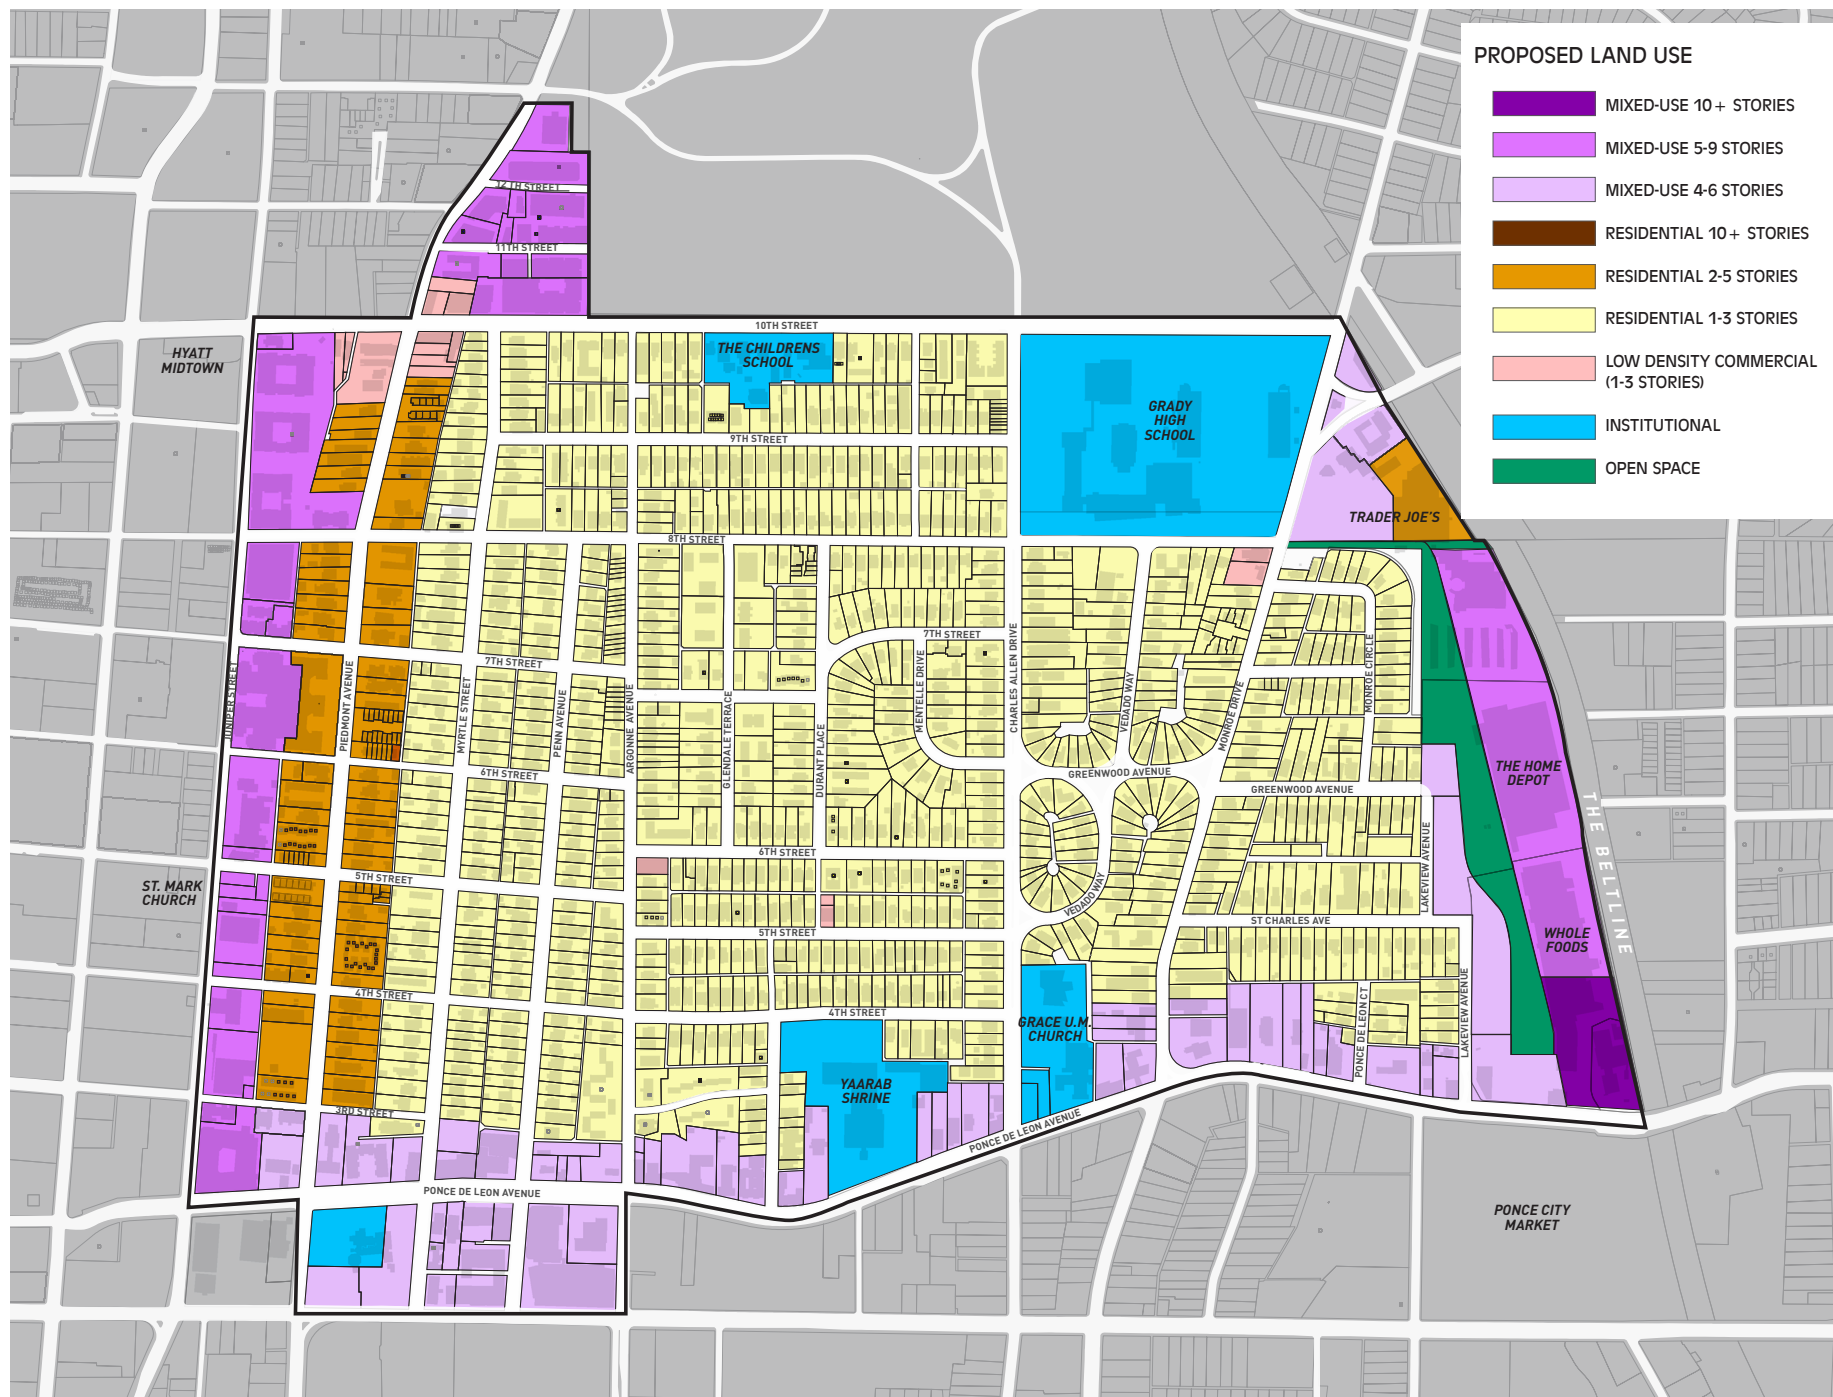 PROPOSED LAND USE
MIXED-USE 10+ STORIES
MIXED-USE 5-9 STORIES
MIXED-USE 4-6 STORIES
RESIDENTIAL 10+ STORIES
RESIDENTIAL 2-5 STORIES
RESIDENTIAL 1-3 STORIES
LOW DENSITY COMMERCIAL
(1-3 STORIES)
INSTITUTIONAL
OPEN SPACE
12 TH STREET
11TH STREET
10TH STREET
HYATT
MIDTOWN
THE CHILDRENS
SCHOOL
GRADY
HIGH
SCHOOL
9TH STREET
TRADER JOE'S
8TH STREET
7TH STREET
7TH STREET
JUNIPER STREET
PIEDMONT AVENUE
MYRTLE STREET
PENN AVENUE
ARGONNE AVENUE
GLENDALE TERRACE
DURANT PLACE
MENTELLE DRIVE
CHARLES ALLEN DRIVE
VEDADO WAY
MONROE DRIVE
MONROE CIRCLE
6TH STREET
GREENWOOD AVENUE
GREENWOOD AVENUE
THE HOME
DEPOT
THE BELTLINE
6TH STREET
5TH STREET
ST. MARK
CHURCH
VEDADO WAY
LAKEVIEW AVENUE
ST CHARLES AVE
5TH STREET
WHOLE
FOODS
4TH STREET
4TH STREET
GRACE U.M.
CHURCH
PONCE DE LEON CT
LAKEVIEW AVENUE
YAARAB
SHRINE
3RD STREET
PONCE DE LEON AVENUE
PONCE DE LEON AVENUE
PONCE CITY
MARKET